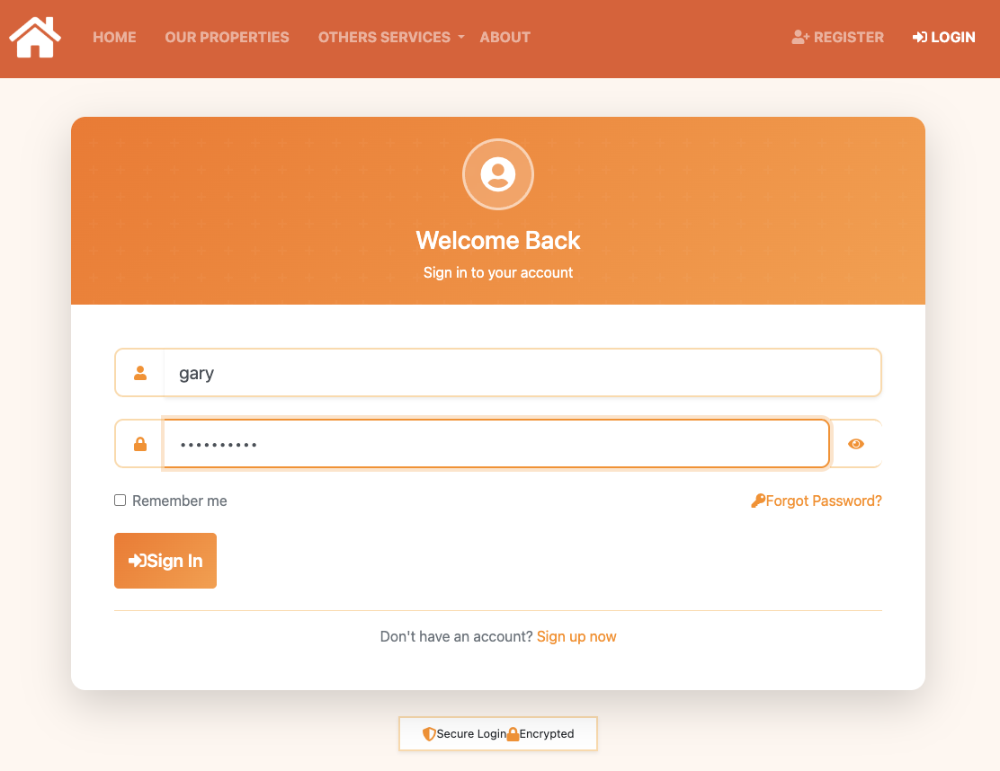 HOME OUR PROPERTIES OTHERS SERVICES ABOUT REGISTER LOGIN
Welcome Back
Sign in to your account
gary
••••••••••
Remember me Forgot Password?
Sign In
Don't have an account? Sign up now
Secure Login Encrypted